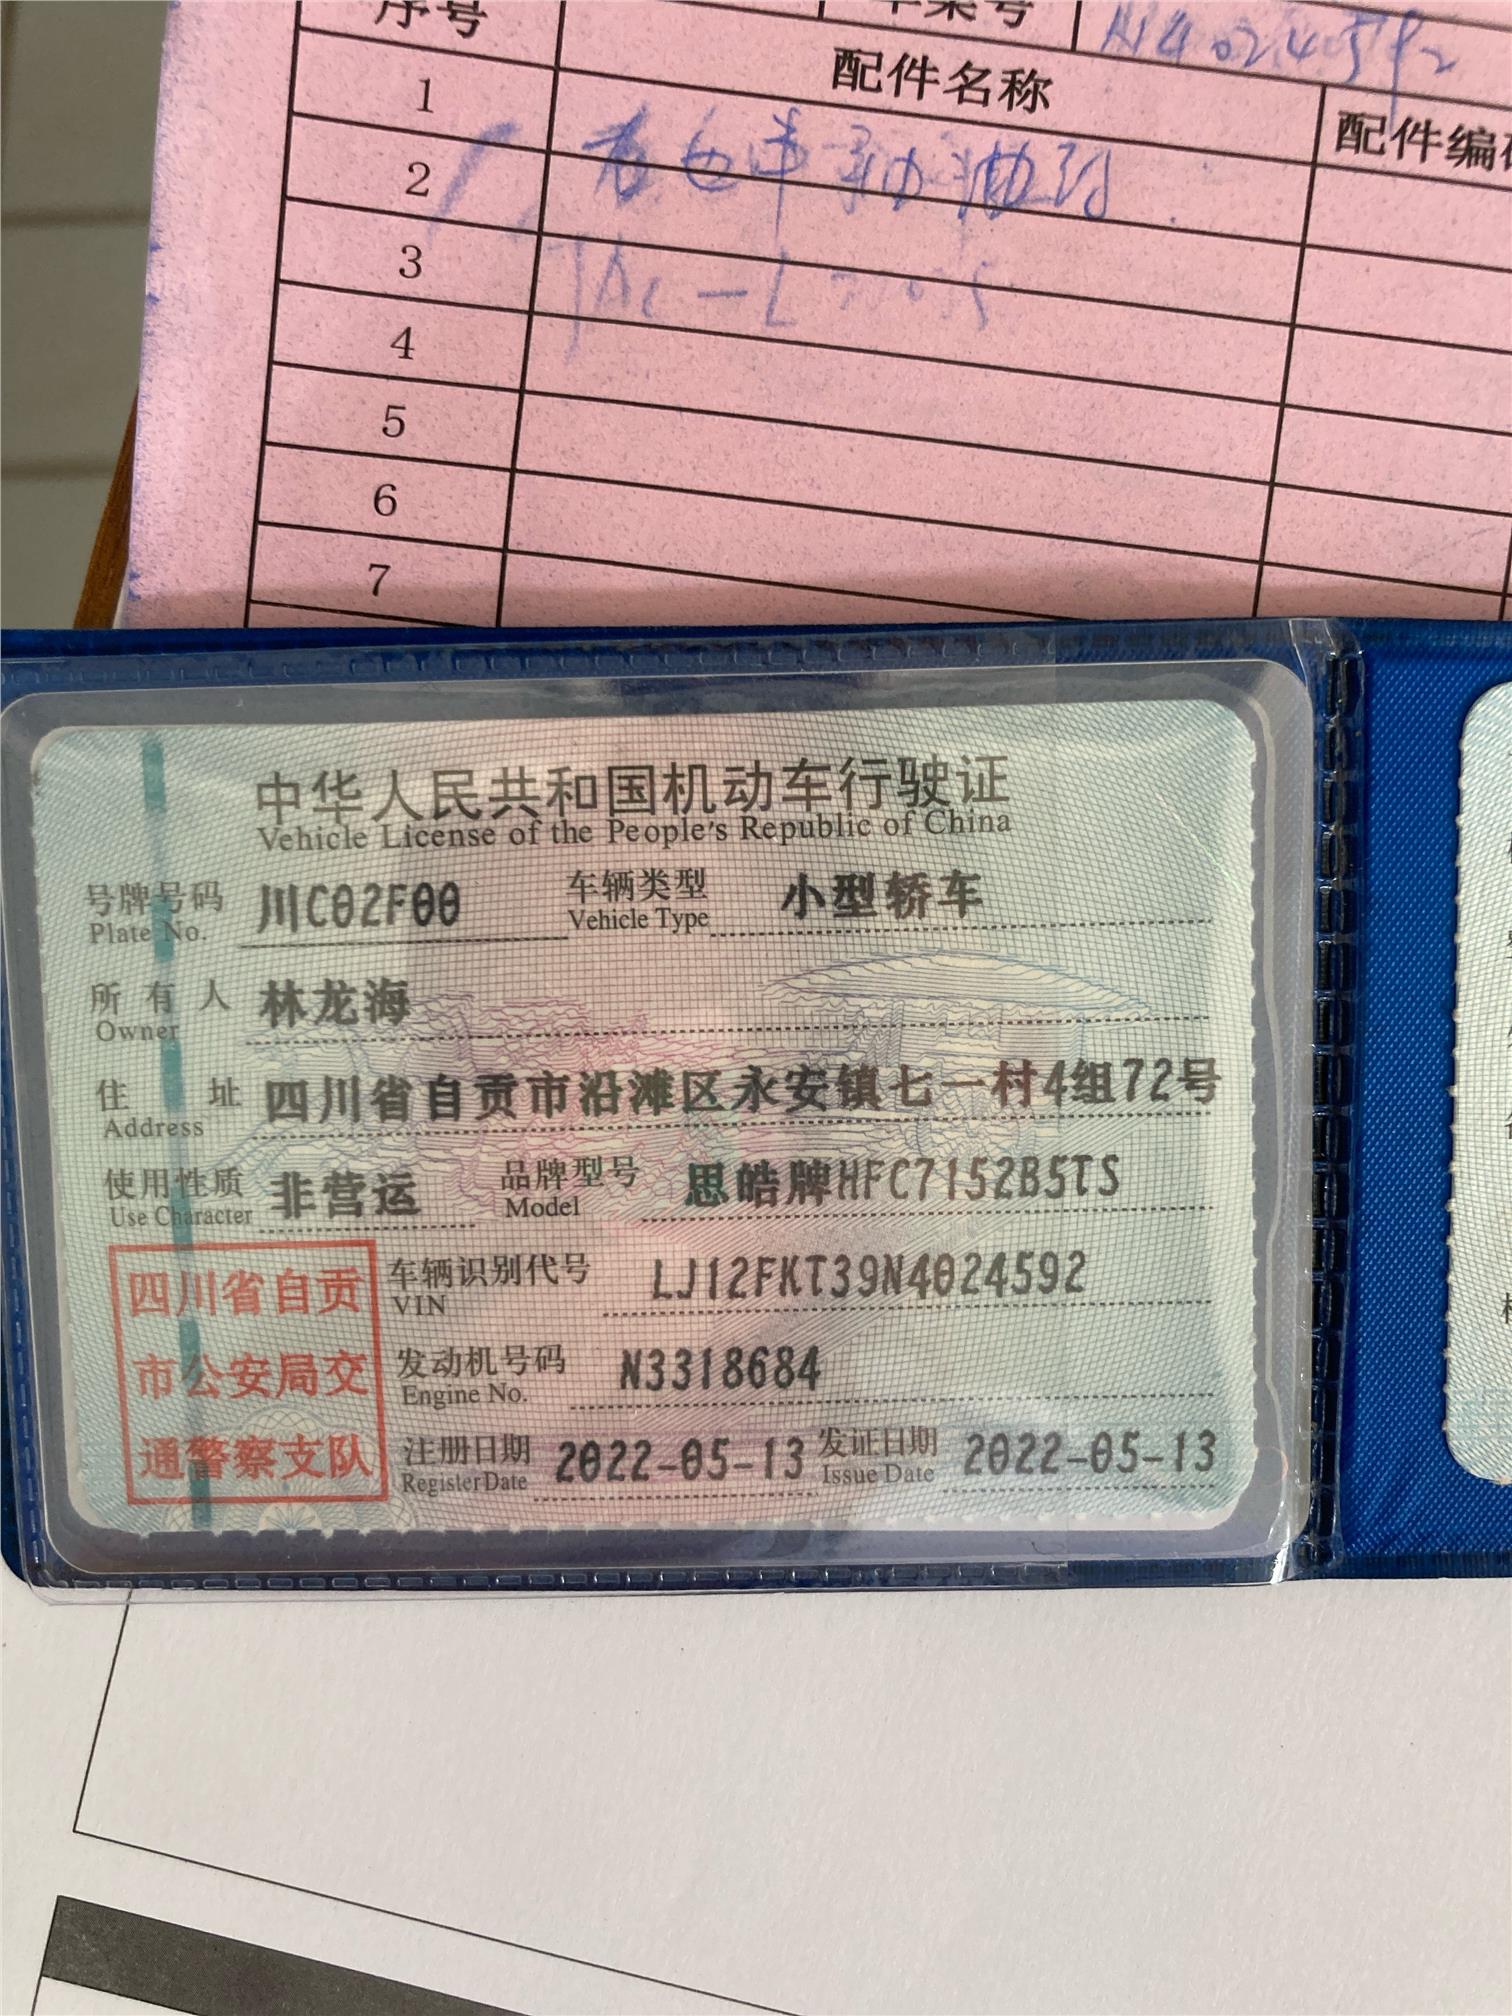 序号
N4024592
配件名称
配件编
1
2
半轴油封
3
4
5
6
7
中华人民共和国机动车行驶证
Vehicle License of the People's Republic of China
号牌号码 川C02F00 车辆类型 小型轿车
Plate No. Vehicle Type
所有人 林龙海
Owner
住址 四川省自贡市沿滩区永安镇七一村4组72号
Address
使用性质 非营运 品牌型号 思皓牌HFC7152B5TS
Use Character Model
四川省自贡
市公安局交
通警察支队
车辆识别代号 LJ12FKT39N4024592
VIN
发动机号码 N3318684
Engine No.
注册日期 2022-05-13 发证日期 2022-05-13
Register Date Issue Date